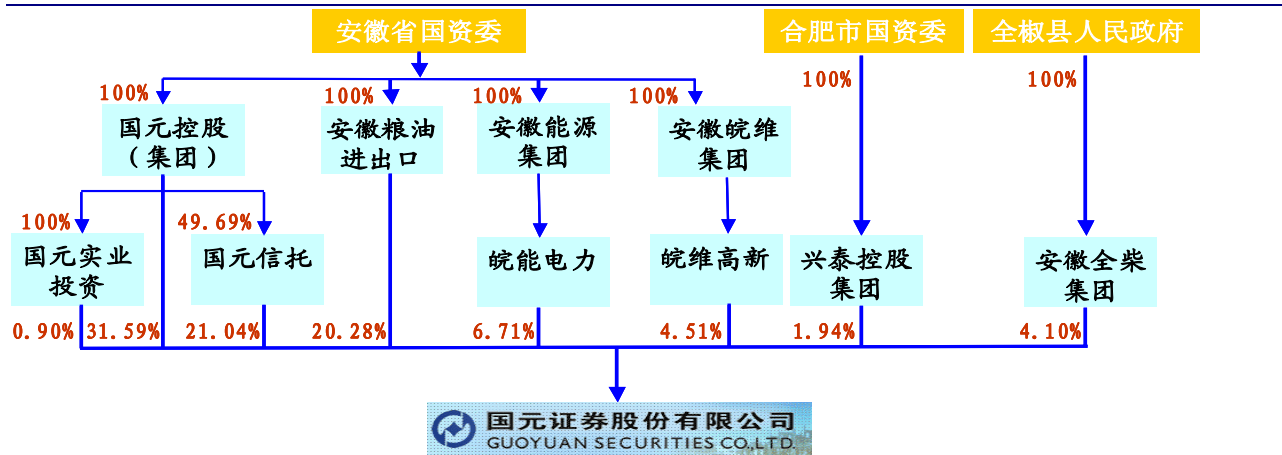 安徽省国资委
合肥市国资委
全椒县人民政府
100%
100%
100%
100%
100%
100%
国元控股
（集团）
安徽粮油
进出口
安徽能源
集团
安徽皖维
集团
100%
49.69%
国元实业
投资
国元信托
皖能电力
皖维高新
兴泰控股
集团
安徽全柴
集团
0.90%
31.59%
21.04%
20.28%
6.71%
4.51%
1.94%
4.10%
国元证券股份有限公司
GUOYUAN SECURITIES CO.,LTD.